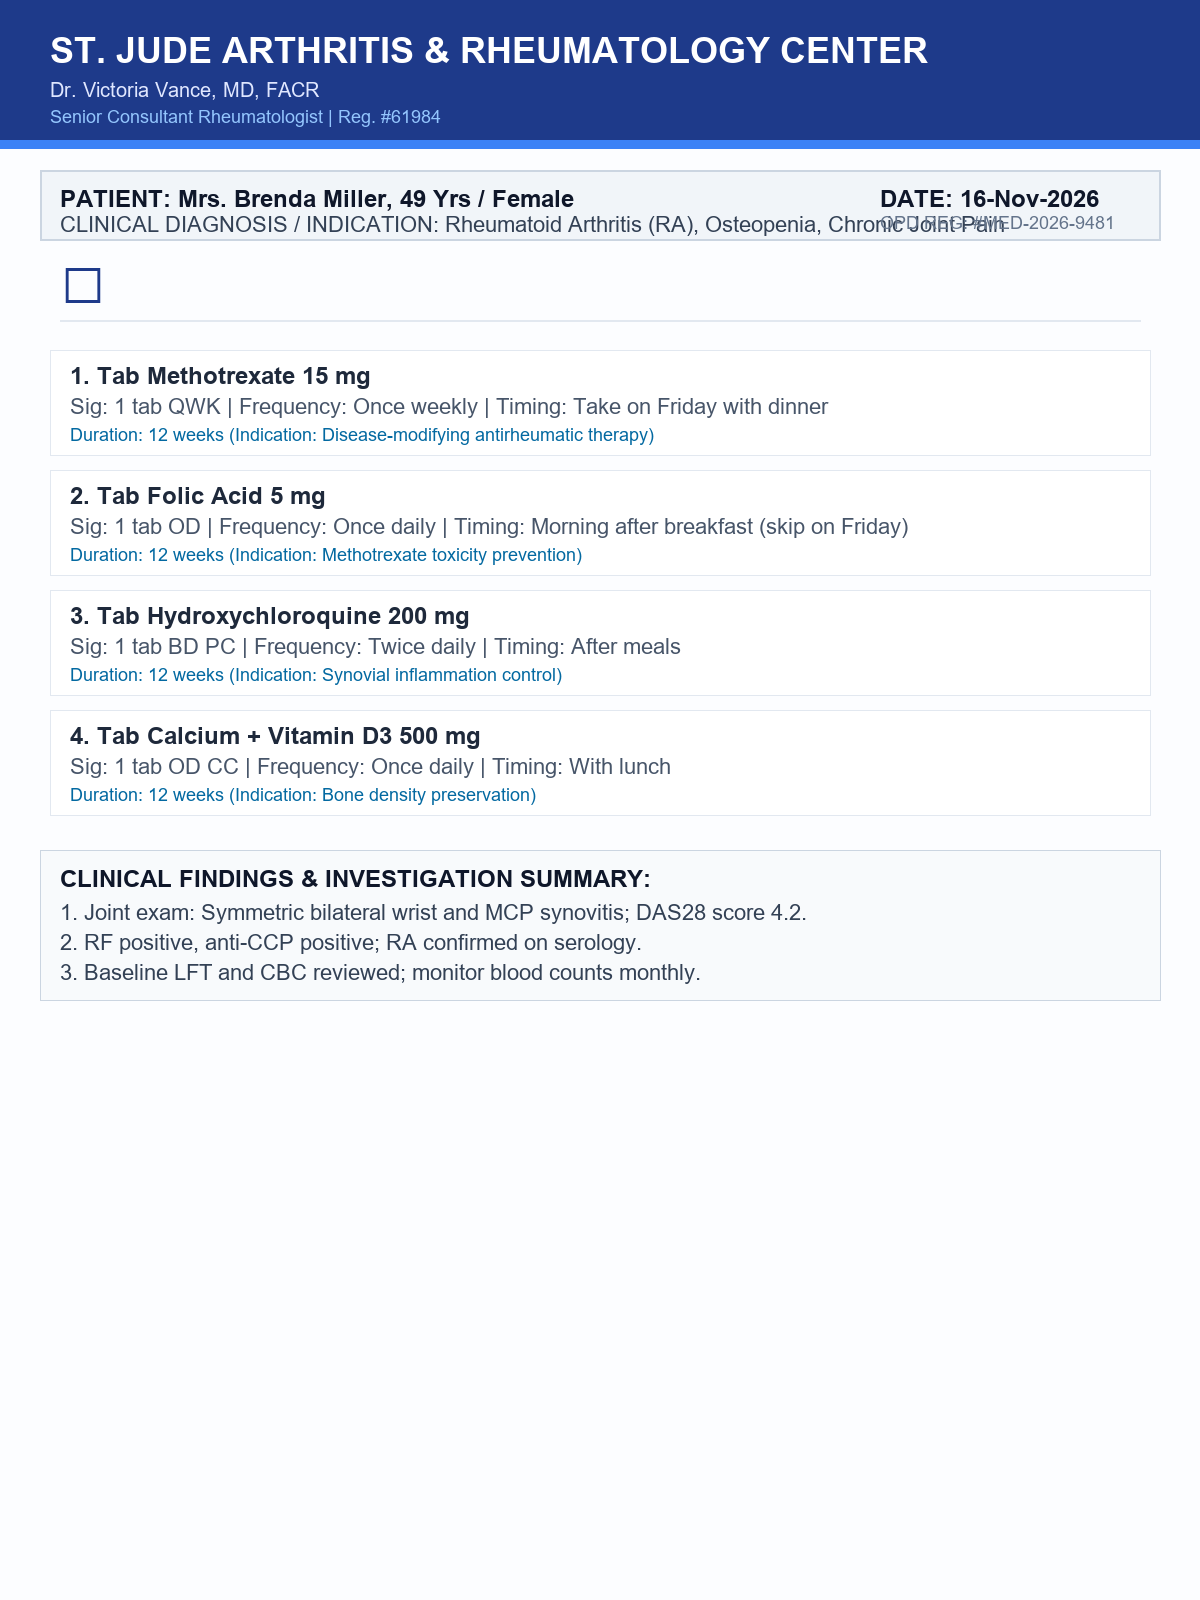 ST. JUDE ARTHRITIS & RHEUMATOLOGY CENTER
Dr. Victoria Vance, MD, FACR
Senior Consultant Rheumatologist | Reg. #61984
PATIENT: Mrs. Brenda Miller, 49 Yrs / Female
DATE: 16-Nov-2026
CLINICAL DIAGNOSIS / INDICATION: Rheumatoid Arthritis (RA), Osteopenia, Chronic Joint Pain
OPD REG: #MED-2026-9481
1. Tab Methotrexate 15 mg
Sig: 1 tab QWK | Frequency: Once weekly | Timing: Take on Friday with dinner
Duration: 12 weeks (Indication: Disease-modifying antirheumatic therapy)
2. Tab Folic Acid 5 mg
Sig: 1 tab OD | Frequency: Once daily | Timing: Morning after breakfast (skip on Friday)
Duration: 12 weeks (Indication: Methotrexate toxicity prevention)
3. Tab Hydroxychloroquine 200 mg
Sig: 1 tab BD PC | Frequency: Twice daily | Timing: After meals
Duration: 12 weeks (Indication: Synovial inflammation control)
4. Tab Calcium + Vitamin D3 500 mg
Sig: 1 tab OD CC | Frequency: Once daily | Timing: With lunch
Duration: 12 weeks (Indication: Bone density preservation)
CLINICAL FINDINGS & INVESTIGATION SUMMARY:
1. Joint exam: Symmetric bilateral wrist and MCP synovitis; DAS28 score 4.2.
2. RF positive, anti-CCP positive; RA confirmed on serology.
3. Baseline LFT and CBC reviewed; monitor blood counts monthly.